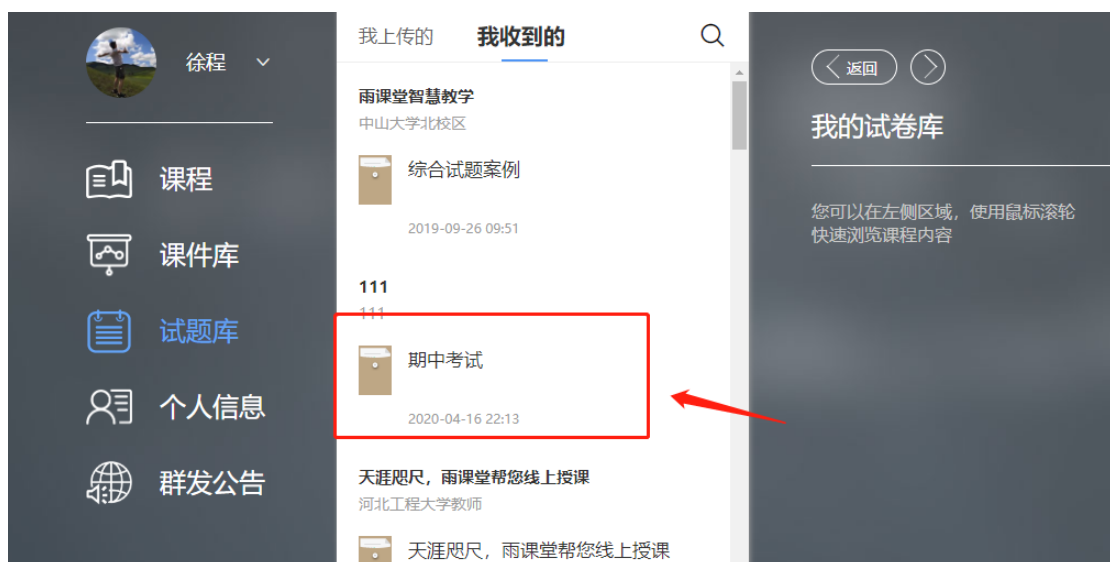 徐程
课程
课件库
试题库
个人信息
群发公告
我上传的 我收到的
雨课堂智慧教学
中山大学北校区
综合试题案例
2019-09-26 09:51
111
111
期中考试
2020-04-16 22:13
天涯咫尺，雨课堂帮您线上授课
河北工程大学教师
天涯咫尺，雨课堂帮您线上授课
返回
我的试卷库
您可以在左侧区域，使用鼠标滚轮
快速浏览课程内容